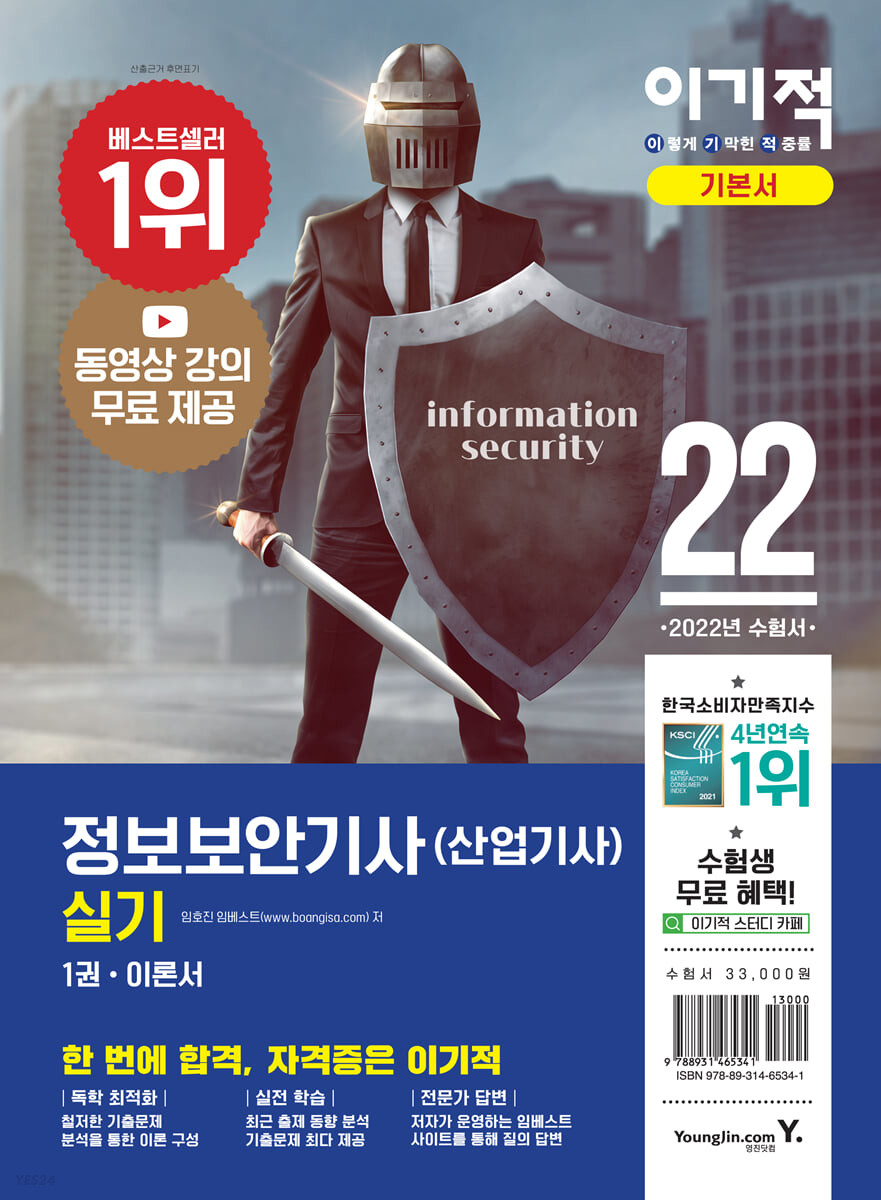 산출근거 후면표기
베스트셀러
1위
동영상 강의
무료 제공
이기적
이렇게 기막힌 적중률
기본서
information
security
22
•2022년 수험서•
한국소비자만족지수
KSCI
KOREA
SATISFACTION
CONSUMER
INDEX
2021
4년연속
1위
수험생
무료 혜택!
이기적 스터디 카페
수험서 33,000원
13000
9 788931 465341
ISBN 978-89-314-6534-1
YoungJin.com Y.
영진닷컴
정보보안기사(산업기사)
실기
임호진 임베스트(www.boangisa.com) 저
1권 • 이론서
한 번에 합격, 자격증은 이기적
| 독학 최적화 |
철저한 기출문제
분석을 통한 이론 구성
| 실전 학습 |
최근 출제 동향 분석
기출문제 최다 제공
| 전문가 답변 |
저자가 운영하는 임베스트
사이트를 통해 질의 답변
YES24